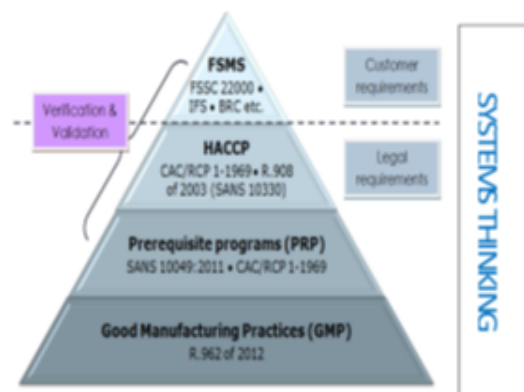 FSMS
FSSC 22000 •
IFS • BRC etc.
Customer
requirements
Verification &
Validation
HACCP
CAC/RCP 1-1969 • R.908
of 2003 (SANS 10330)
Legal
requirements
Prerequisite programs (PRP)
SANS 10049:2011 • CAC/RCP 1-1969
Good Manufacturing Practices (GMP)
R.962 of 2012
SYSTEMS THINKING